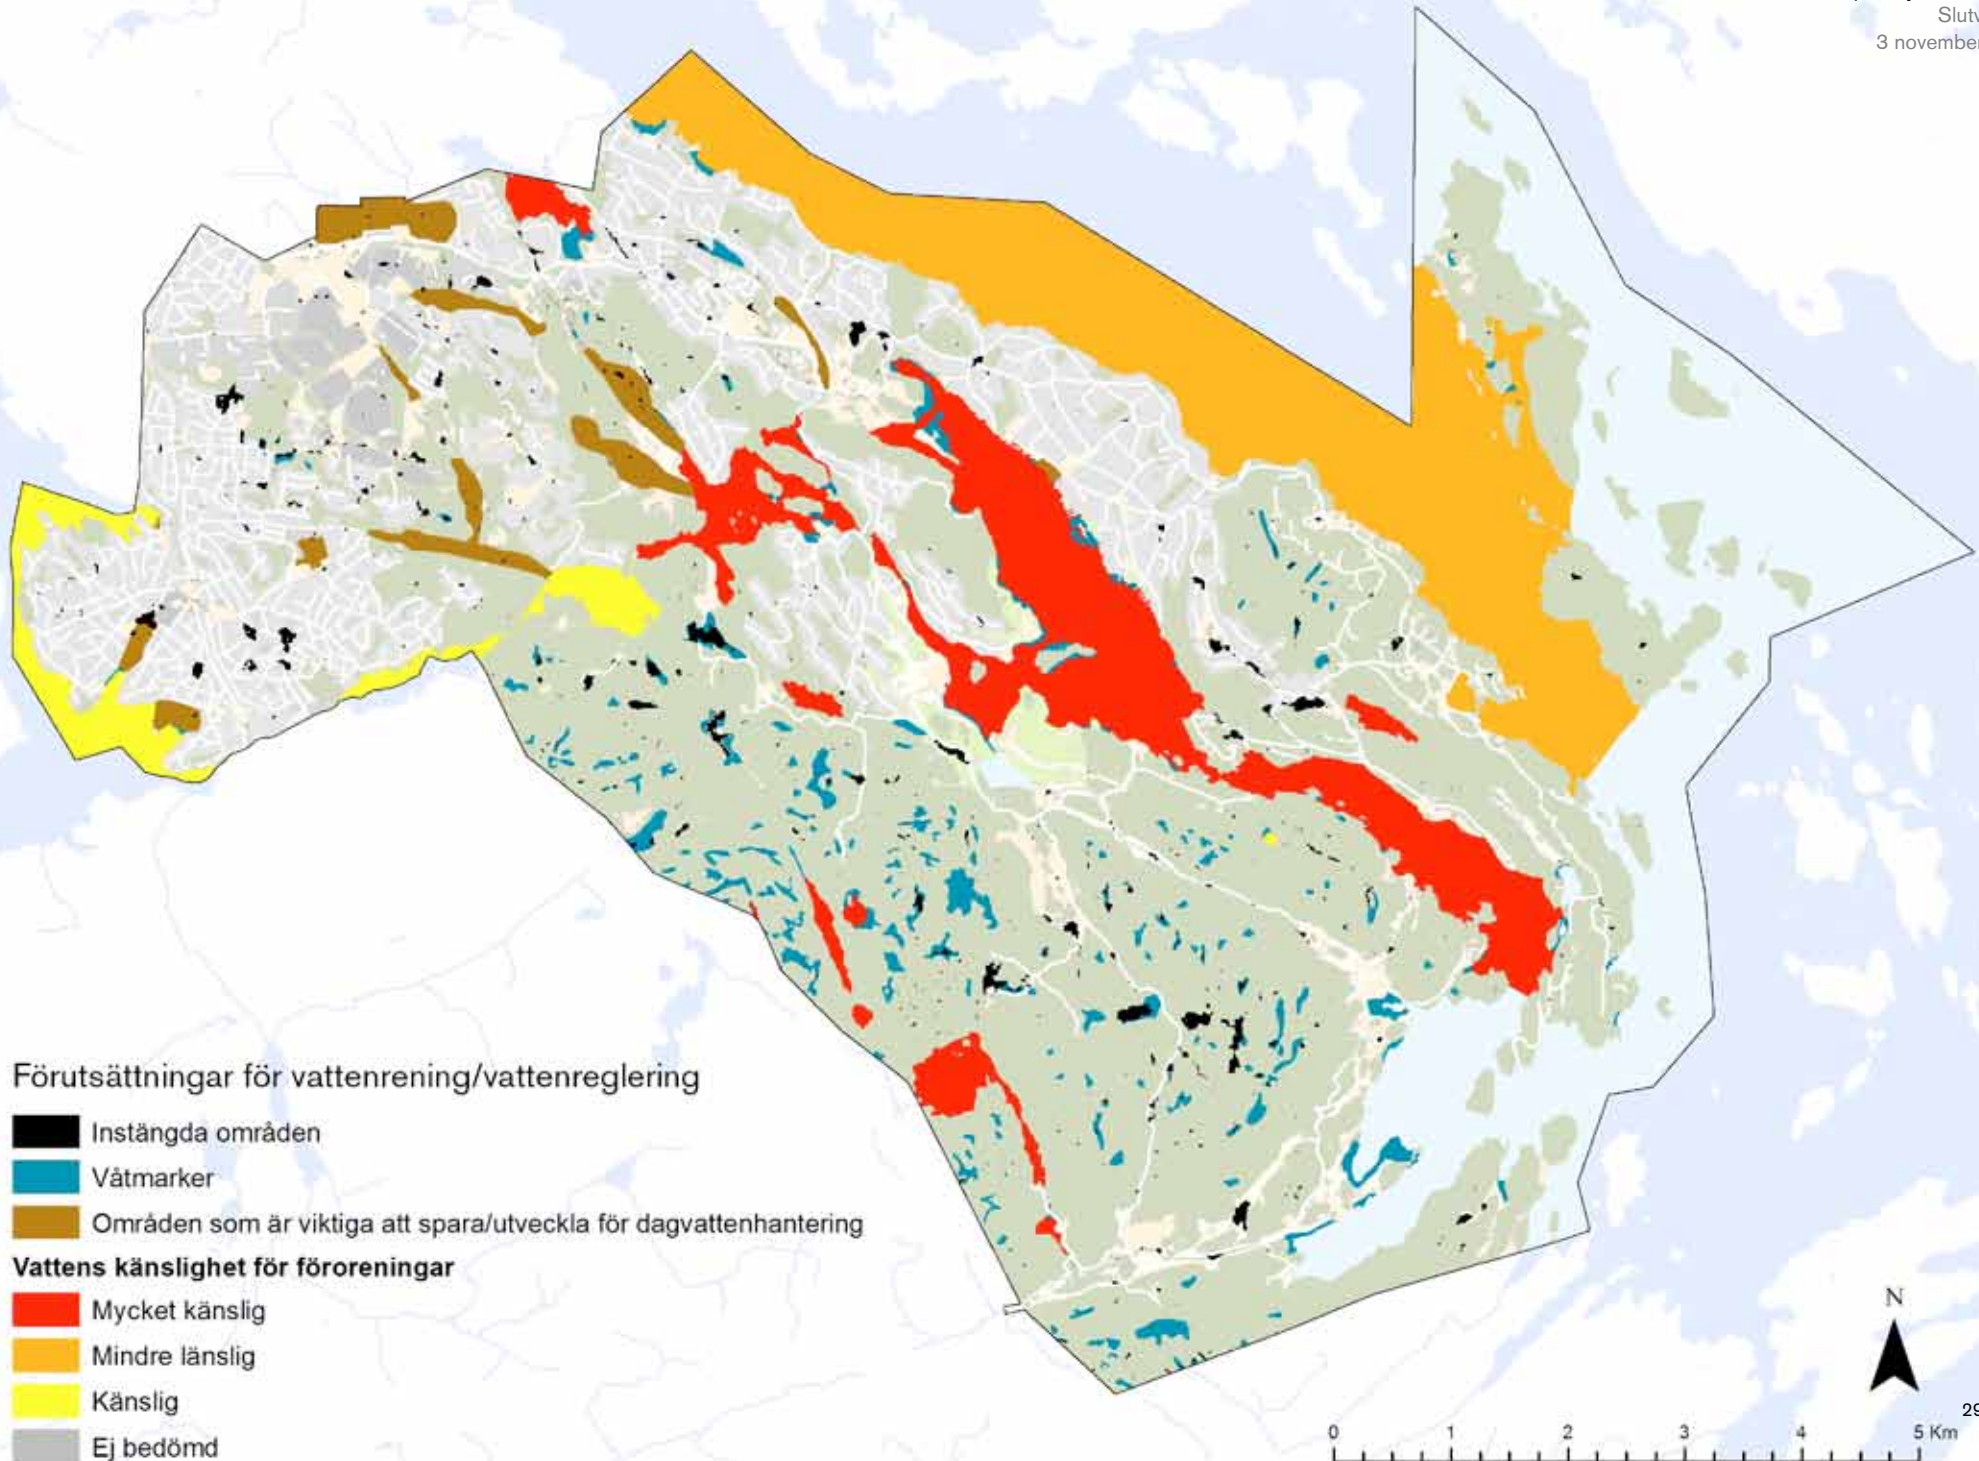 Slutv
3 november
Förutsättningar för vattenrening/vattenreglering
Instängda områden
Våtmarker
Områden som är viktiga att spara/utveckla för dagvattenhantering
Vattens känslighet för föroreningar
Mycket känslig
Mindre länslig
Känslig
Ej bedömd
N
29
0 1 2 3 4 5 Km